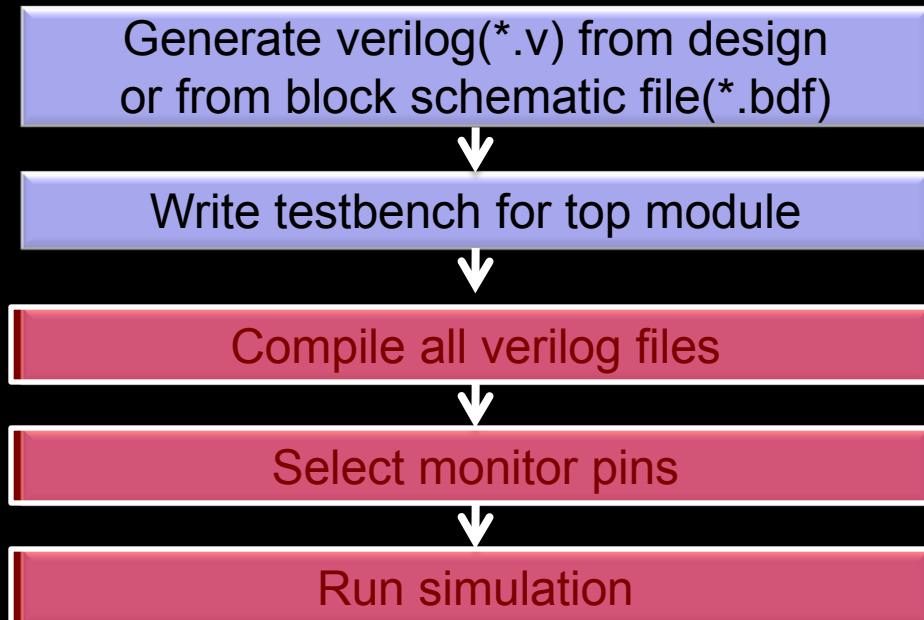 Generate verilog(*.v) from design
or from block schematic file(*.bdf)
Write testbench for top module
Compile all verilog files
Select monitor pins
Run simulation